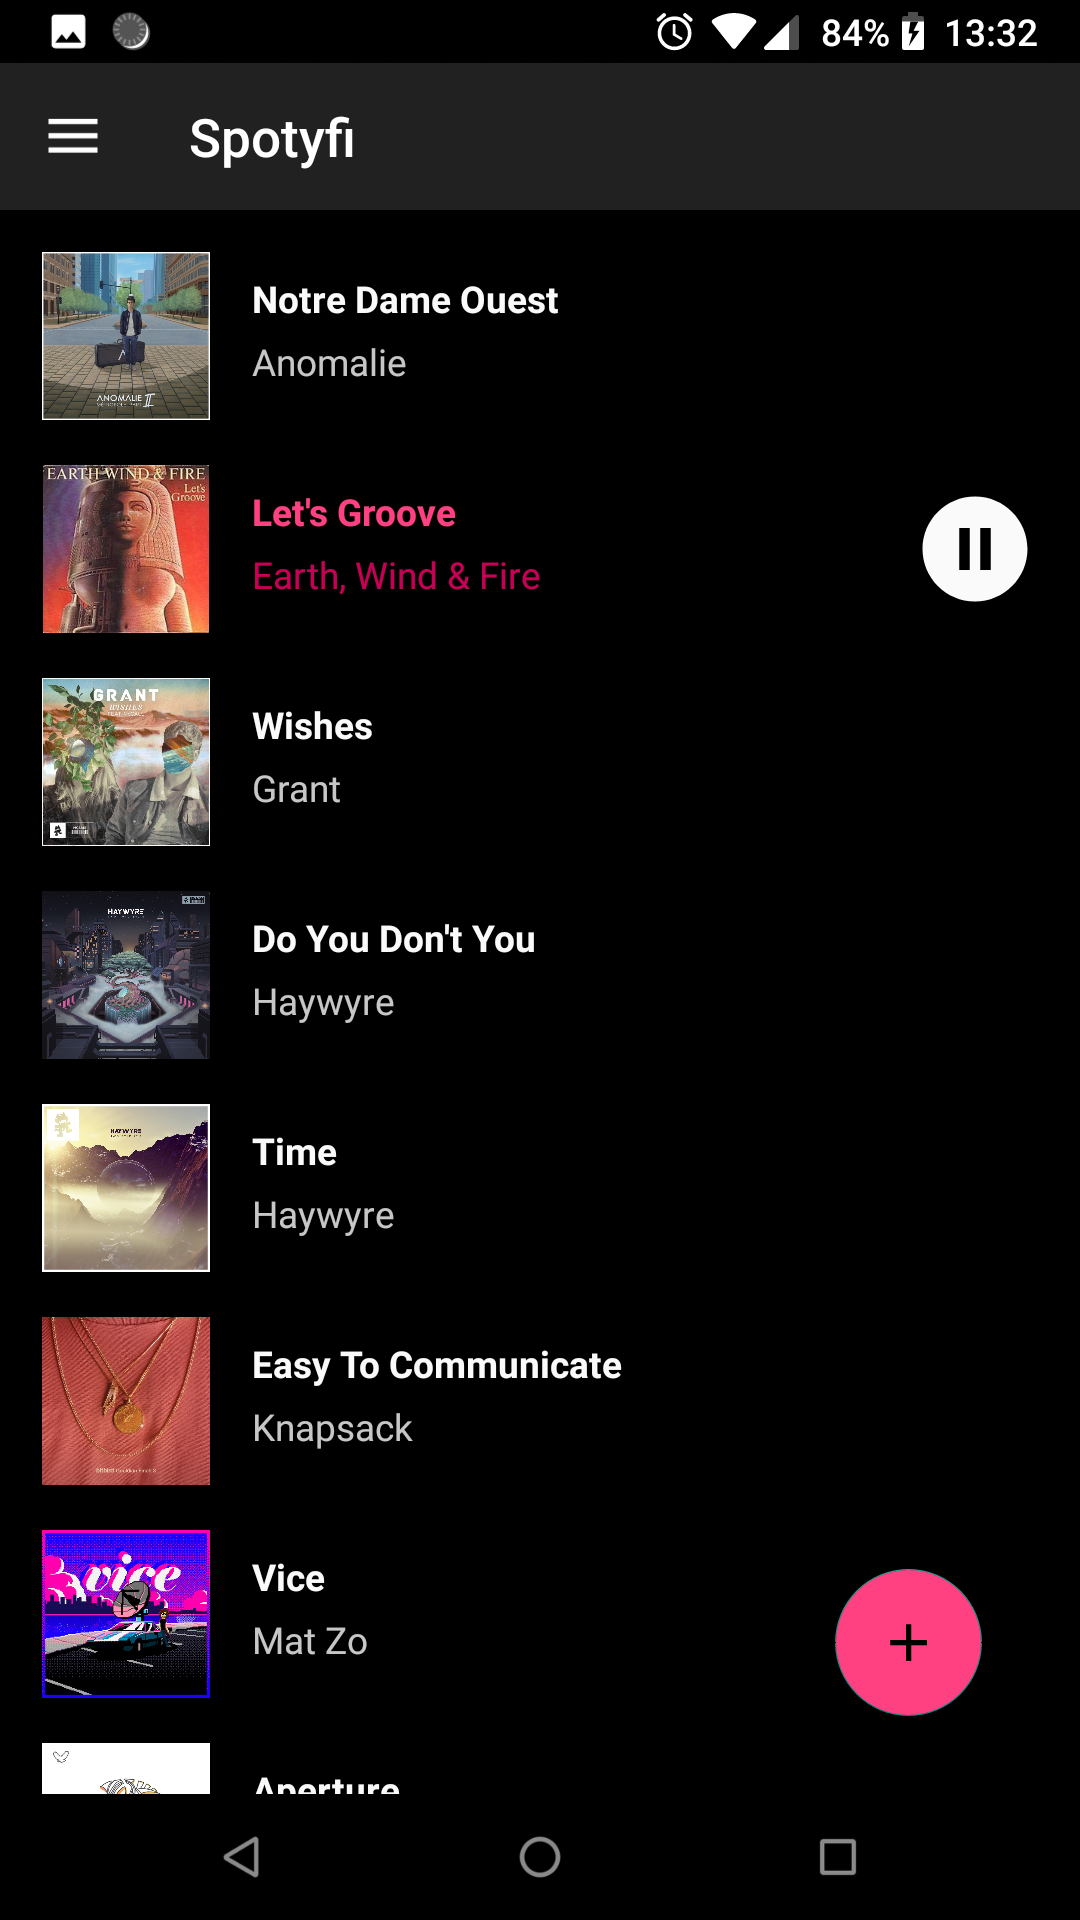 84% 13:32
Spotyfi
ANOMALIE II
Notre Dame Ouest
Anomalie
EARTH WIND & FIRE
Let's
Groove
Let's Groove
Earth, Wind & Fire
GRANT
WISHES
Wishes
Grant
HAYWYRE
Do You Don't You
Haywyre
HAYWYRE
Time
Haywyre
Easy To Communicate
Knapsack
vice
Vice
Mat Zo
Aperture